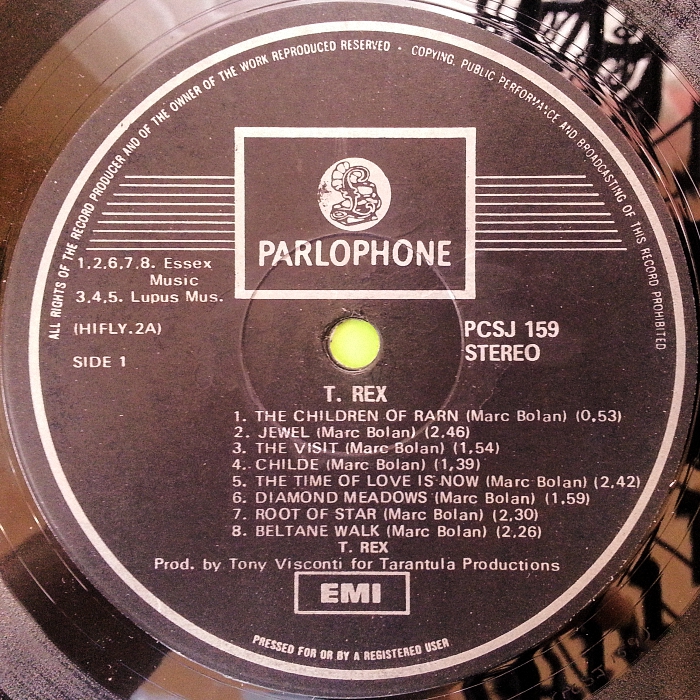 ALL RIGHTS OF THE RECORD PRODUCER AND OF THE OWNER OF THE WORK REPRODUCED RESERVED · COPYING, PUBLIC PERFORMANCE AND BROADCASTING OF THIS RECORD PROHIBITED
PARLOPHONE
1,2,6,7,8. Essex
Music
3,4,5. Lupus Mus.
(HIFLY.2A)
SIDE 1
PCSJ 159
STEREO
T. REX
1. THE CHILDREN OF RARN (Marc Bolan) (0,53)
2. JEWEL (Marc Bolan) (2,46)
3. THE VISIT (Marc Bolan) (1,54)
4. CHILDE (Marc Bolan) (1,39)
5. THE TIME OF LOVE IS NOW (Marc Bolan) (2,42)
6. DIAMOND MEADOWS (Marc Bolan) (1,59)
7. ROOT OF STAR (Marc Bolan) (2,30)
8. BELTANE WALK (Marc Bolan) (2,26)
T. REX
Prod. by Tony Visconti for Tarantula Productions
EMI
PRESSED FOR OR BY A REGISTERED USER